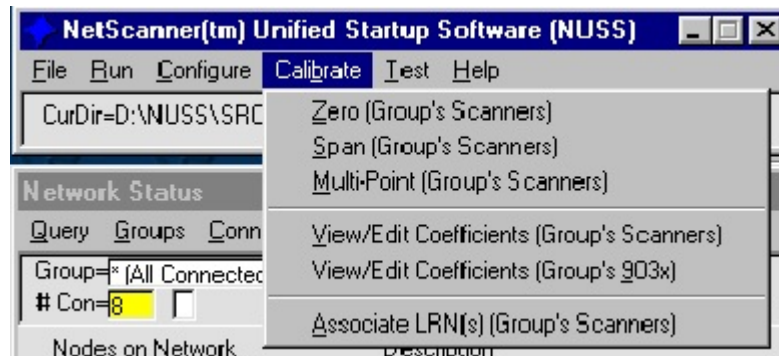 NetScanner(tm) Unified Startup Software (NUSS)
File Run Configure Calibrate Test Help
CurDir=D:\NUSS\SRC
Zero (Group's Scanners)
Span (Group's Scanners)
Multi-Point (Group's Scanners)
View/Edit Coefficients (Group's Scanners)
View/Edit Coefficients (Group's 903x)
Associate LRN(s) (Group's Scanners)
Network Status
Query Groups Conn
Group=* (All Connected
# Con=8
Nodes on Network Description